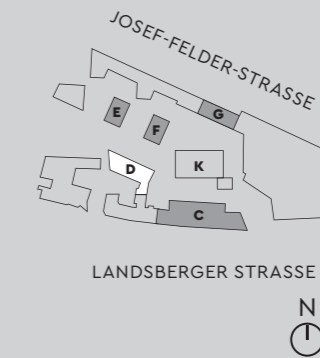 JOSEF-FELDER-STRASSE
E
F
G
D
K
C
LANDSBERGER STRASSE
N